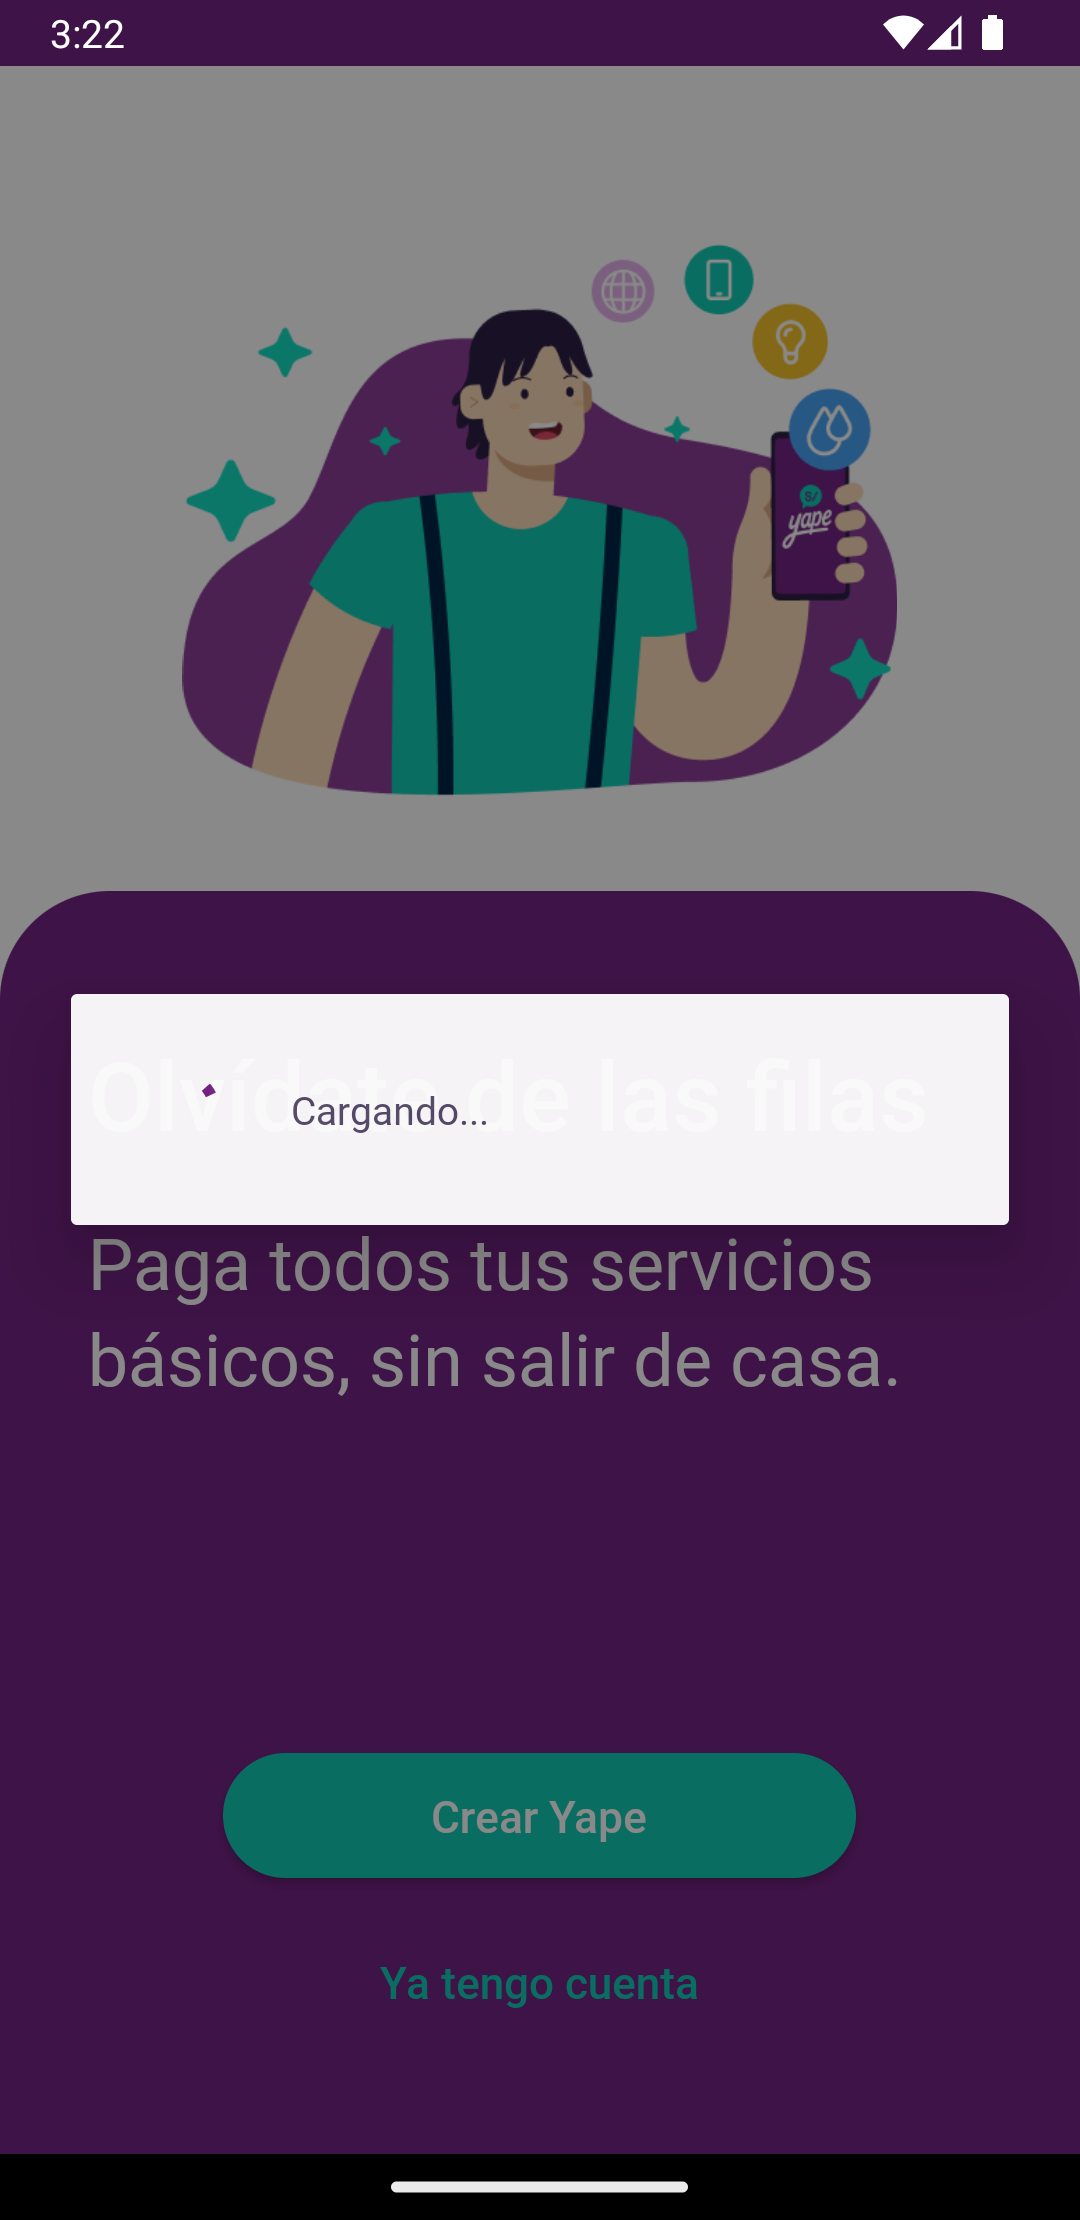 3:22
S/
yape
Olvídate de las filas
Cargando...
Paga todos tus servicios
básicos, sin salir de casa.
Crear Yape
Ya tengo cuenta